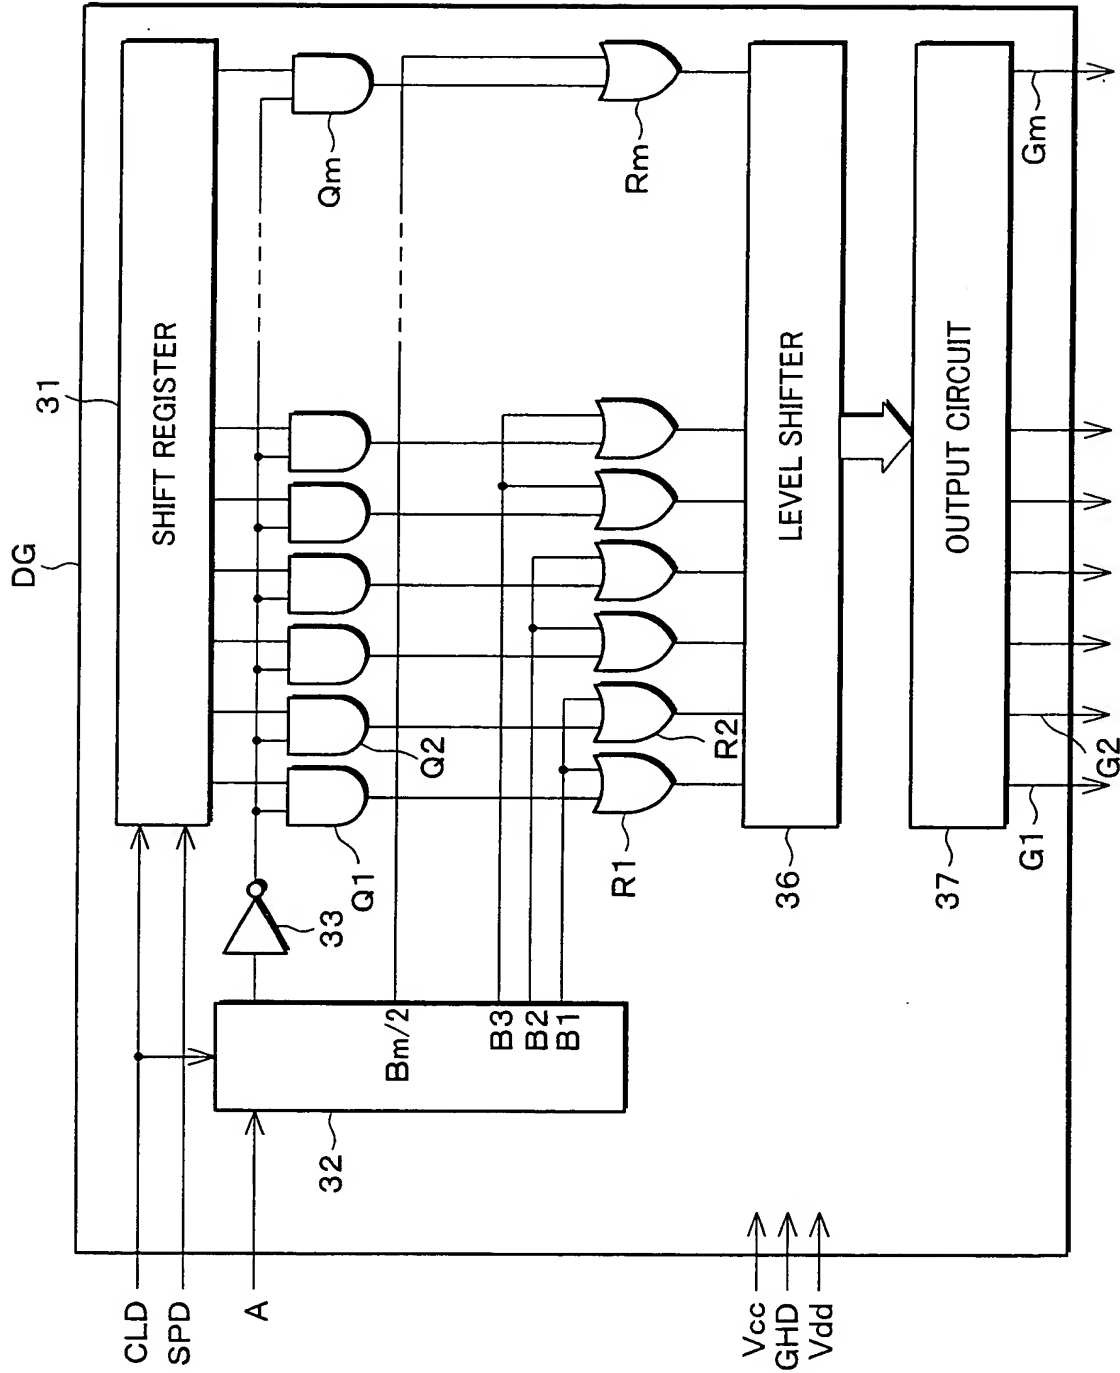 DG
31
CLD
SPD
A
SHIFT REGISTER
33
32
Q1
Q2
Qm
Bm/2
B3
B2
B1
R1
R2
Rm
LEVEL SHIFTER
36
OUTPUT CIRCUIT
37
Vcc
GHD
Vdd
G1
G2
Gm